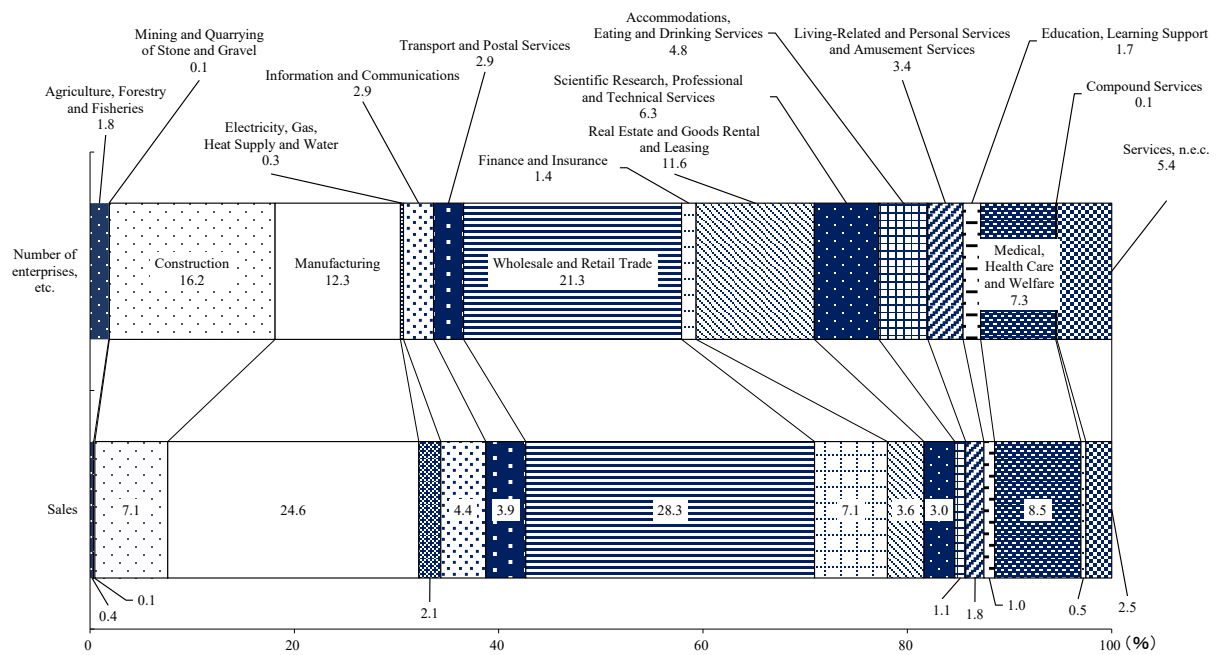 Mining and Quarrying
of Stone and Gravel
0.1
Agriculture, Forestry
and Fisheries
1.8
Electricity, Gas,
Heat Supply and Water
0.3
Information and Communications
2.9
Transport and Postal Services
2.9
Finance and Insurance
1.4
Accommodations,
Eating and Drinking Services
4.8
Scientific Research, Professional
and Technical Services
6.3
Real Estate and Goods Rental
and Leasing
11.6
Living-Related and Personal Services
and Amusement Services
3.4
Education, Learning Support
1.7
Compound Services
0.1
Services, n.e.c.
5.4
Number of
enterprises,
etc.
Construction
16.2
Manufacturing
12.3
Wholesale and Retail Trade
21.3
Medical,
Health Care
and Welfare
7.3
Sales
7.1
24.6
4.4
3.9
28.3
7.1
3.6
3.0
8.5
0.4
0.1
2.1
1.1
1.8
1.0
0.5
2.5
0
20
40
60
80
100 (%)